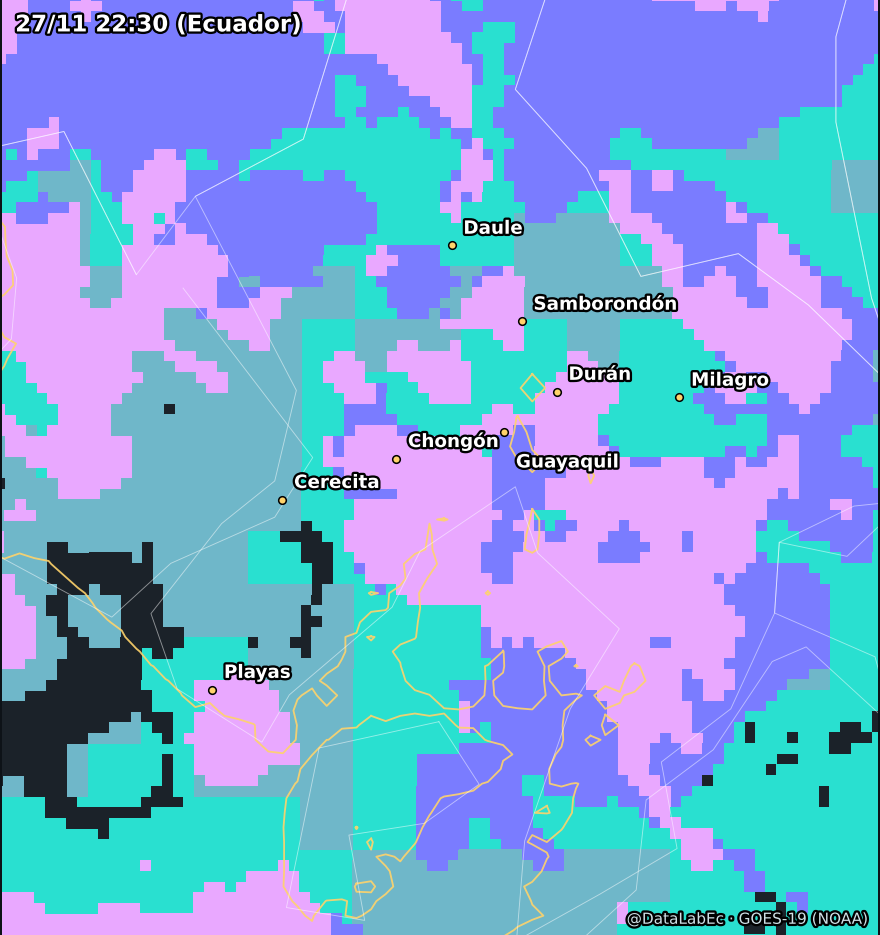 27/11 22:30 (Ecuador)
Daule
Samborondón
Durán
Milagro
Chongón
Guayaquil
Cerecita
Playas
@DataLabEc · GOES-19 (NOAA)